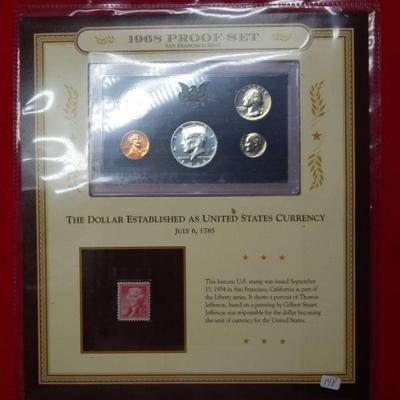 1968 PROOF SET
SAN FRANCISCO MINT
THE DOLLAR ESTABLISHED AS UNITED STATES CURRENCY
JULY 6, 1785
This historic U.S. stamp was issued September
15, 1954 in San Francisco, California as part of
the Liberty series. It shows a portrait of Thomas
Jefferson, based on a painting by Gilbert Stuart.
Jefferson was responsible for the dollar becoming
the unit of currency for the United States.